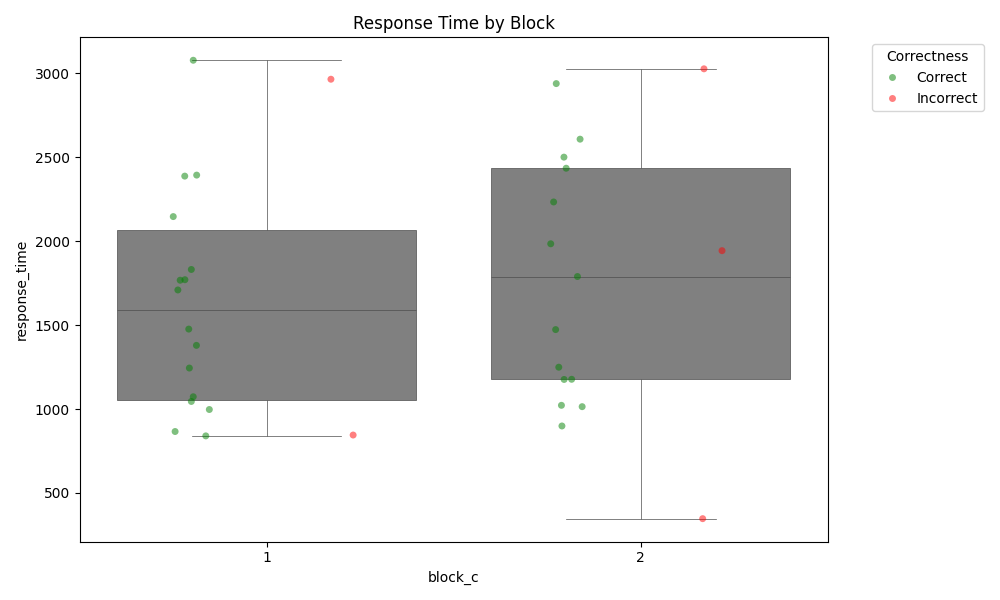 Response Time by Block
Correctness
Correct
Incorrect
response_time
3000
2500
2000
1500
1000
500
1
2
block_c